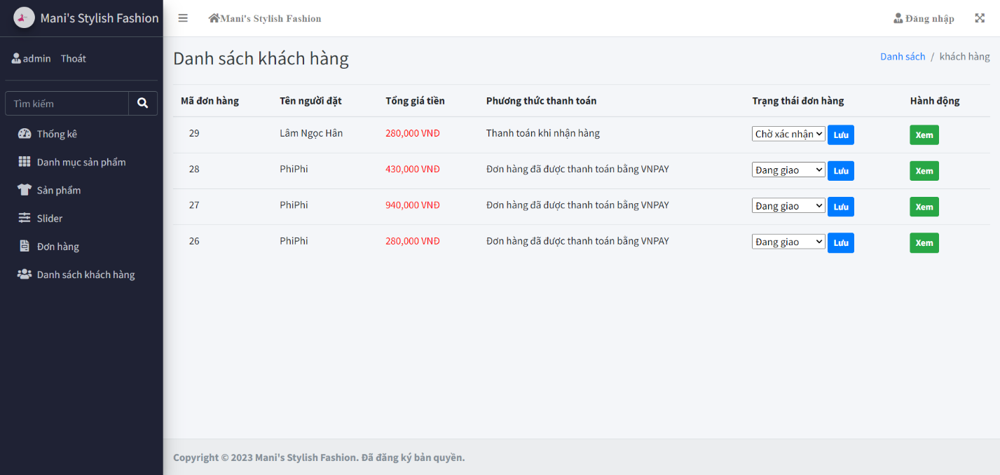 Mani's Stylish Fashion
Mani's Stylish Fashion
Đăng nhập
admin Thoát
Tìm kiếm
Thống kê
Danh mục sản phẩm
Sản phẩm
Slider
Đơn hàng
Danh sách khách hàng
Danh sách khách hàng
Danh sách / khách hàng
Mã đơn hàng Tên người đặt Tổng giá tiền Phương thức thanh toán Trạng thái đơn hàng Hành động
29 Lâm Ngọc Hân 280,000 VNĐ Thanh toán khi nhận hàng Chờ xác nhận Lưu Xem
28 PhiPhi 430,000 VNĐ Đơn hàng đã được thanh toán bằng VNPAY Đang giao Lưu Xem
27 PhiPhi 940,000 VNĐ Đơn hàng đã được thanh toán bằng VNPAY Đang giao Lưu Xem
26 PhiPhi 280,000 VNĐ Đơn hàng đã được thanh toán bằng VNPAY Đang giao Lưu Xem
Copyright © 2023 Mani's Stylish Fashion. Đã đăng ký bản quyền.